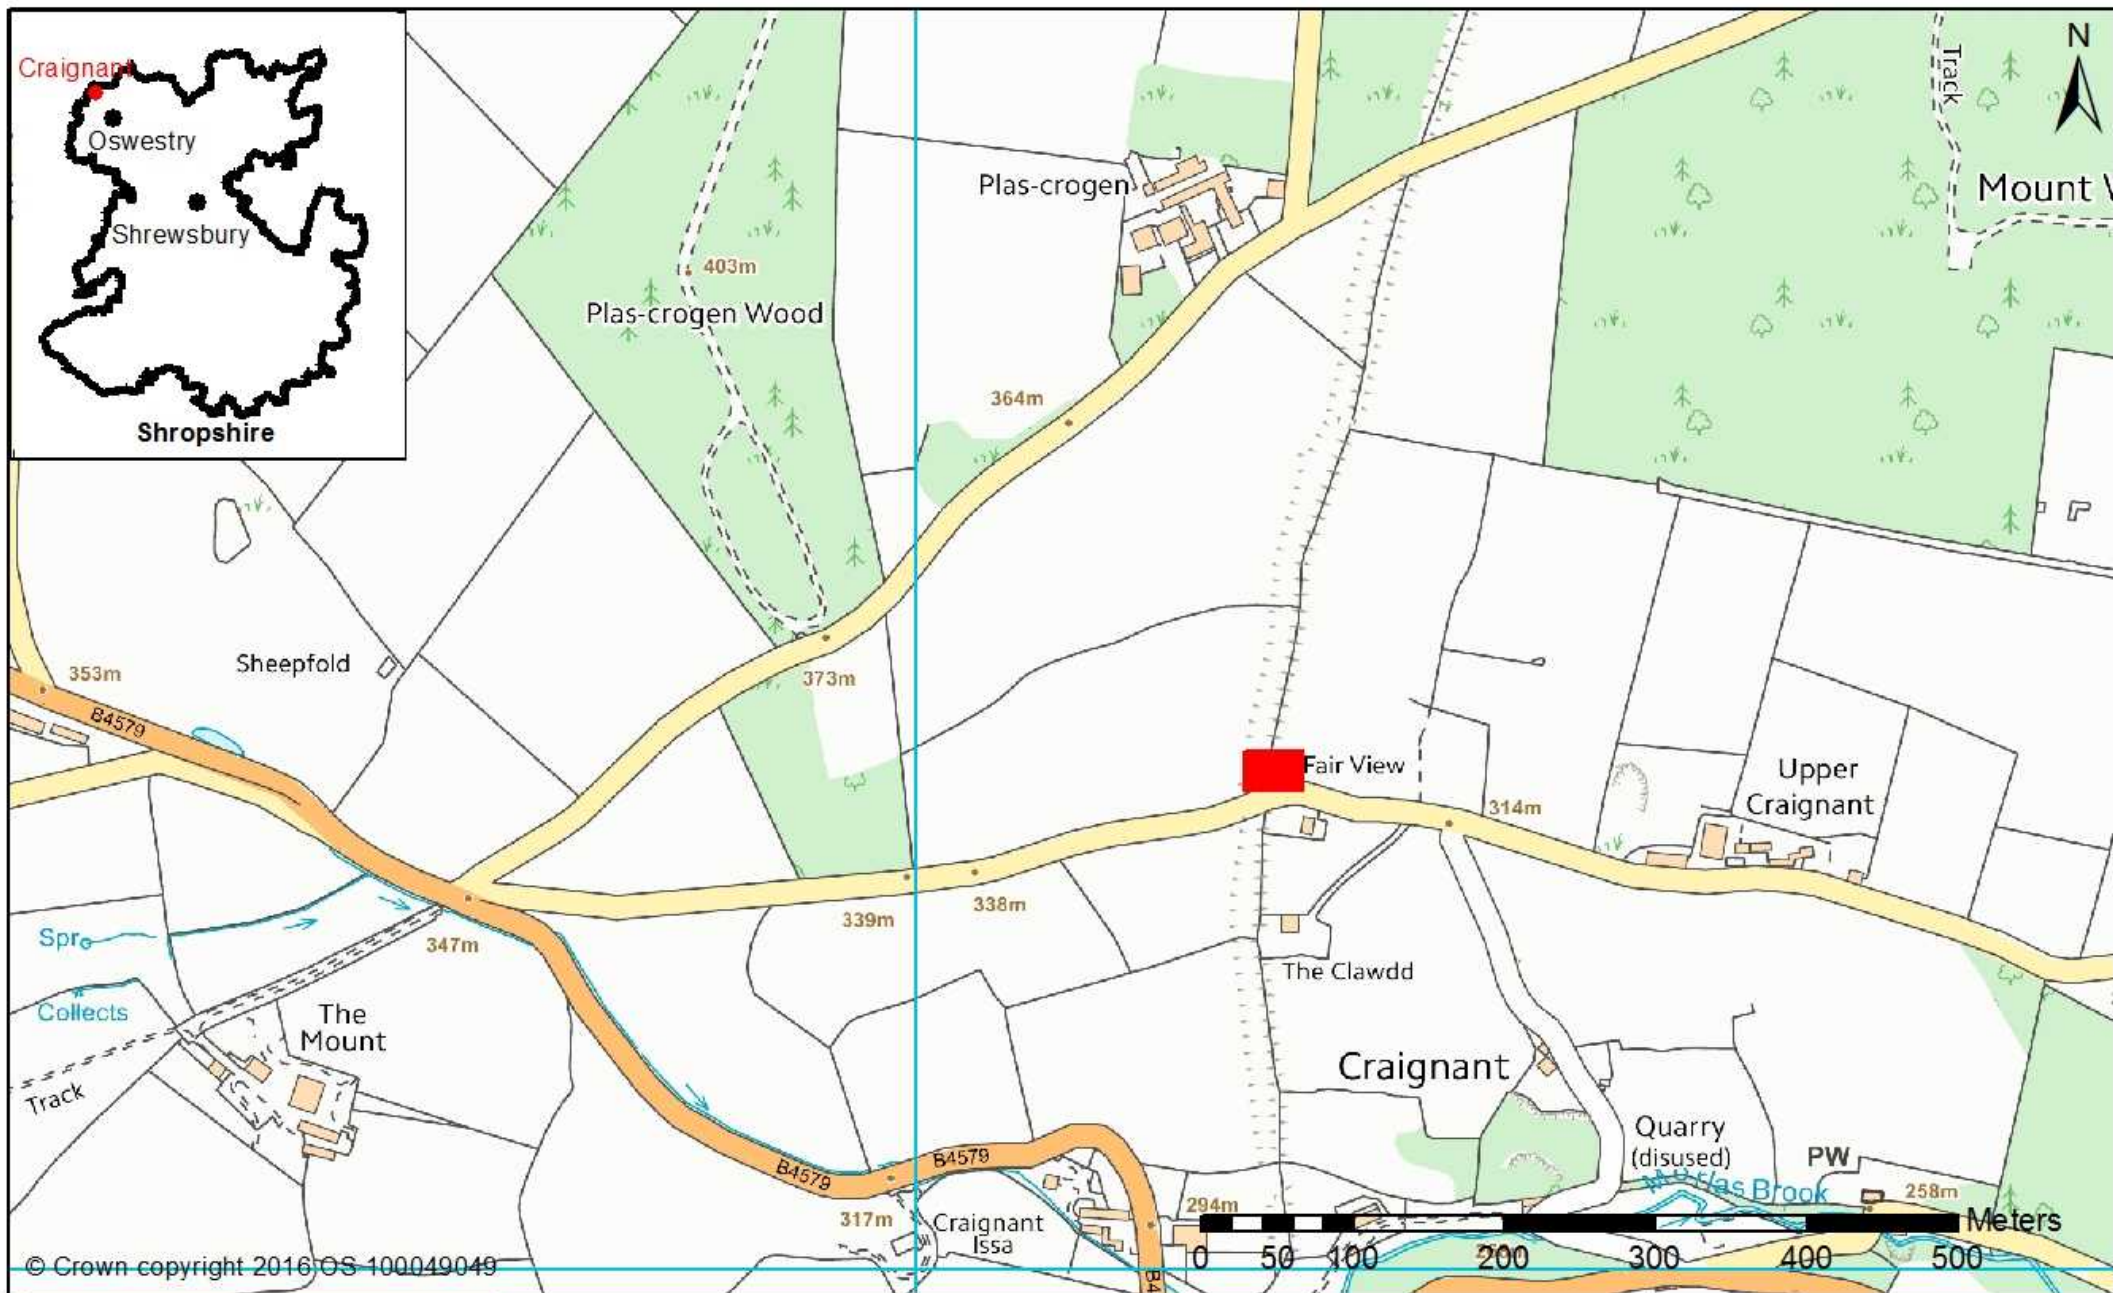 Craignant
Oswestry
Shrewsbury
Shropshire
N
Track
Mount
Plas-crogen
403m
Plas-crogen Wood
364m
Sheepfold
353m
B4579
373m
Fair View
314m
Upper
Craignant
339m
338m
347m
Spr
Collects
The
Mount
Track
The Clawdd
Craignant
Quarry
(disused)
PW
Morlas Brook
258m
B4579
B4579
317m
294m
Craignant
Issa
Meters
0 50 100 200 300 400 500
© Crown copyright 2016 OS 100049049